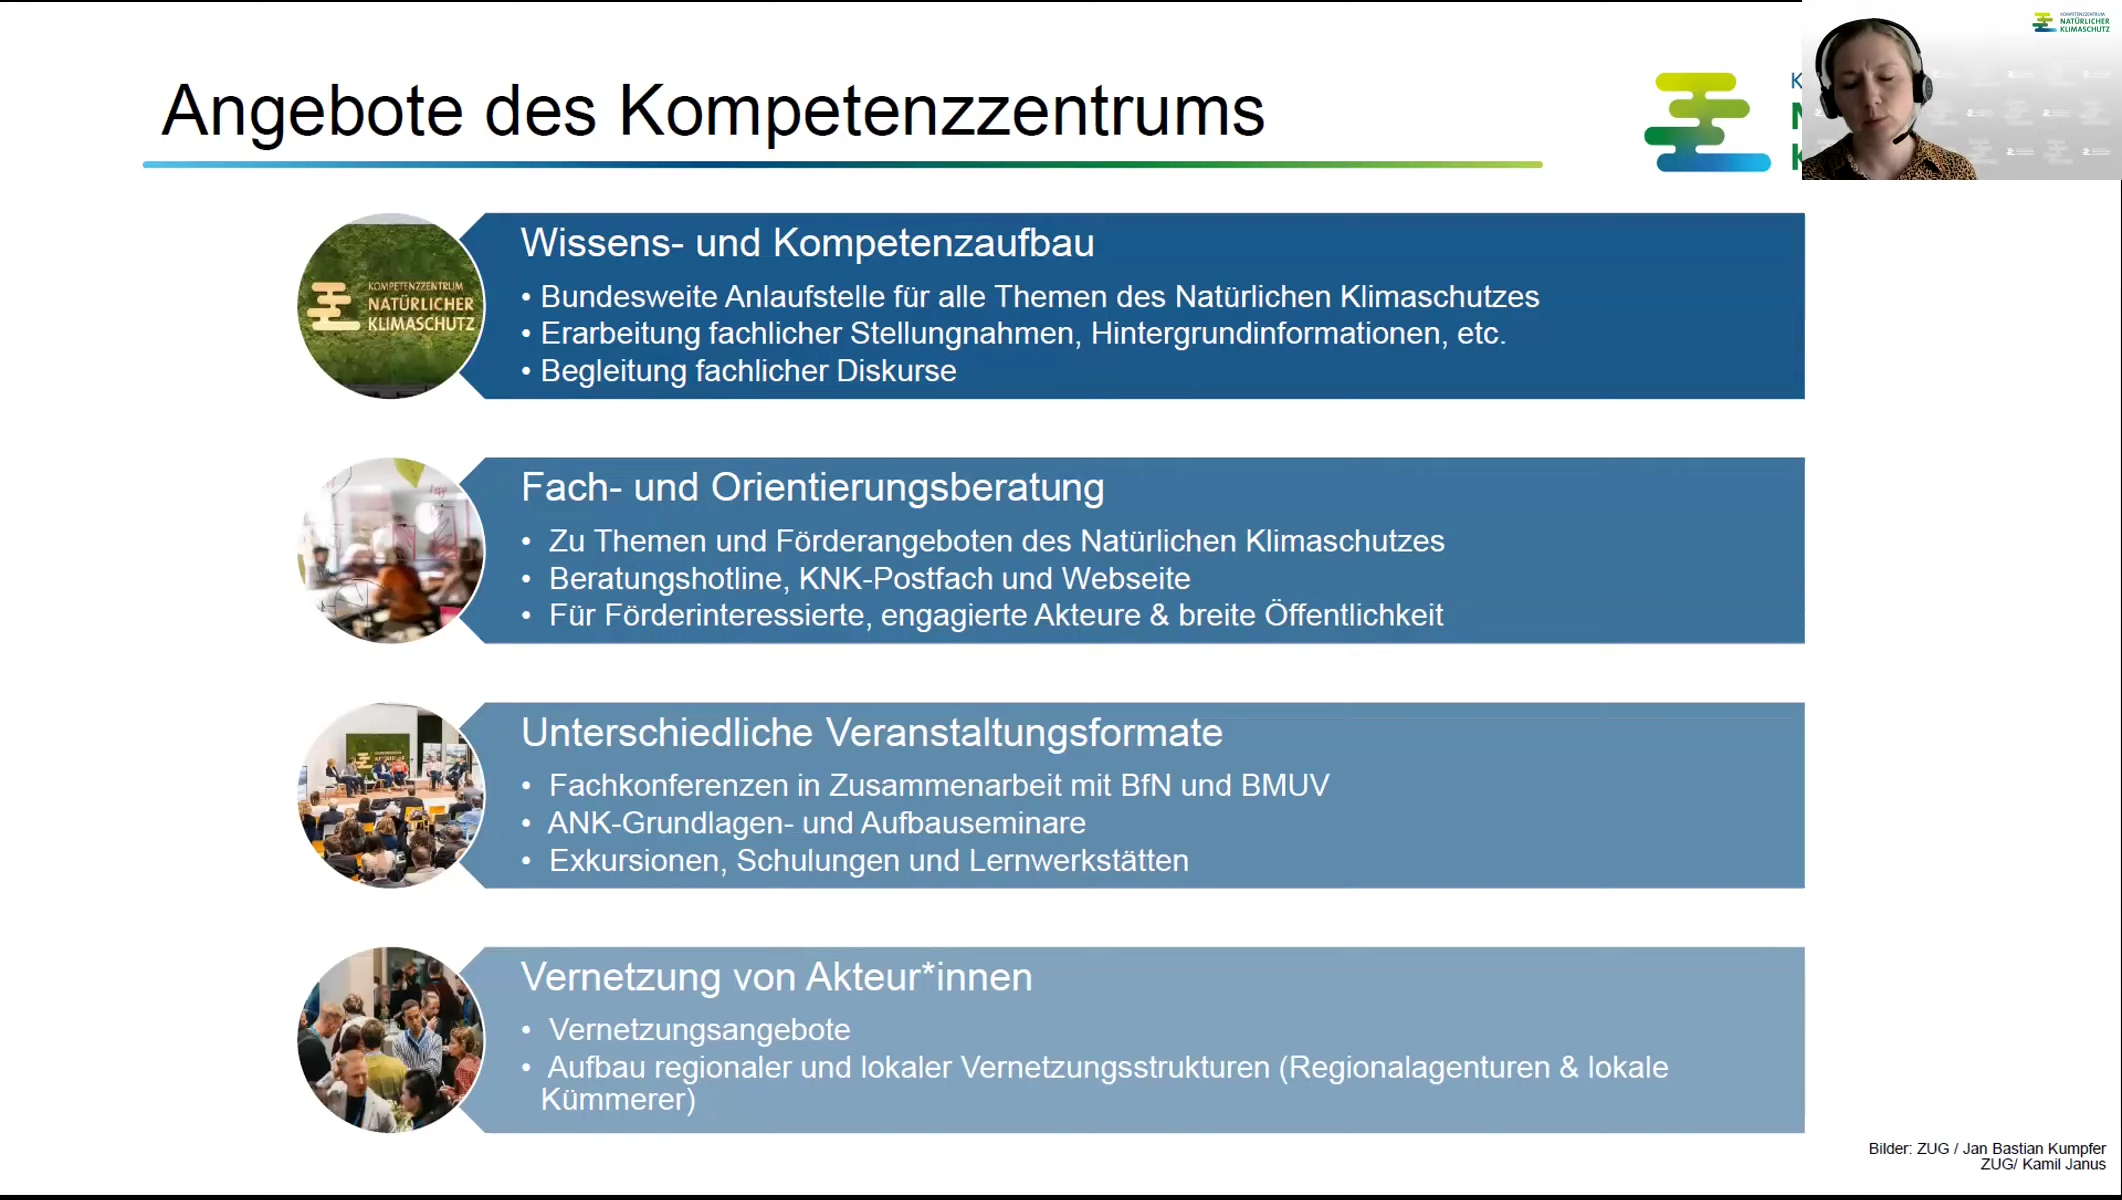 Angebote des Kompetenzzentrums
KOMPETENZZENTRUM
NATÜRLICHER
KLIMASCHUTZ
Wissens- und Kompetenzaufbau
• Bundesweite Anlaufstelle für alle Themen des Natürlichen Klimaschutzes
• Erarbeitung fachlicher Stellungnahmen, Hintergrundinformationen, etc.
• Begleitung fachlicher Diskurse
KOMPETENZZENTRUM
NATÜRLICHER
KLIMASCHUTZ
Fach- und Orientierungsberatung
• Zu Themen und Förderangeboten des Natürlichen Klimaschutzes
• Beratungshotline, KNK-Postfach und Webseite
• Für Förderinteressierte, engagierte Akteure & breite Öffentlichkeit
Unterschiedliche Veranstaltungsformate
• Fachkonferenzen in Zusammenarbeit mit BfN und BMUV
• ANK-Grundlagen- und Aufbauseminare
• Exkursionen, Schulungen und Lernwerkstätten
Vernetzung von Akteur*innen
• Vernetzungsangebote
• Aufbau regionaler und lokaler Vernetzungsstrukturen (Regionalagenturen & lokale
Kümmerer)
Bilder: ZUG / Jan Bastian Kumpfer
ZUG/ Kamil Janus